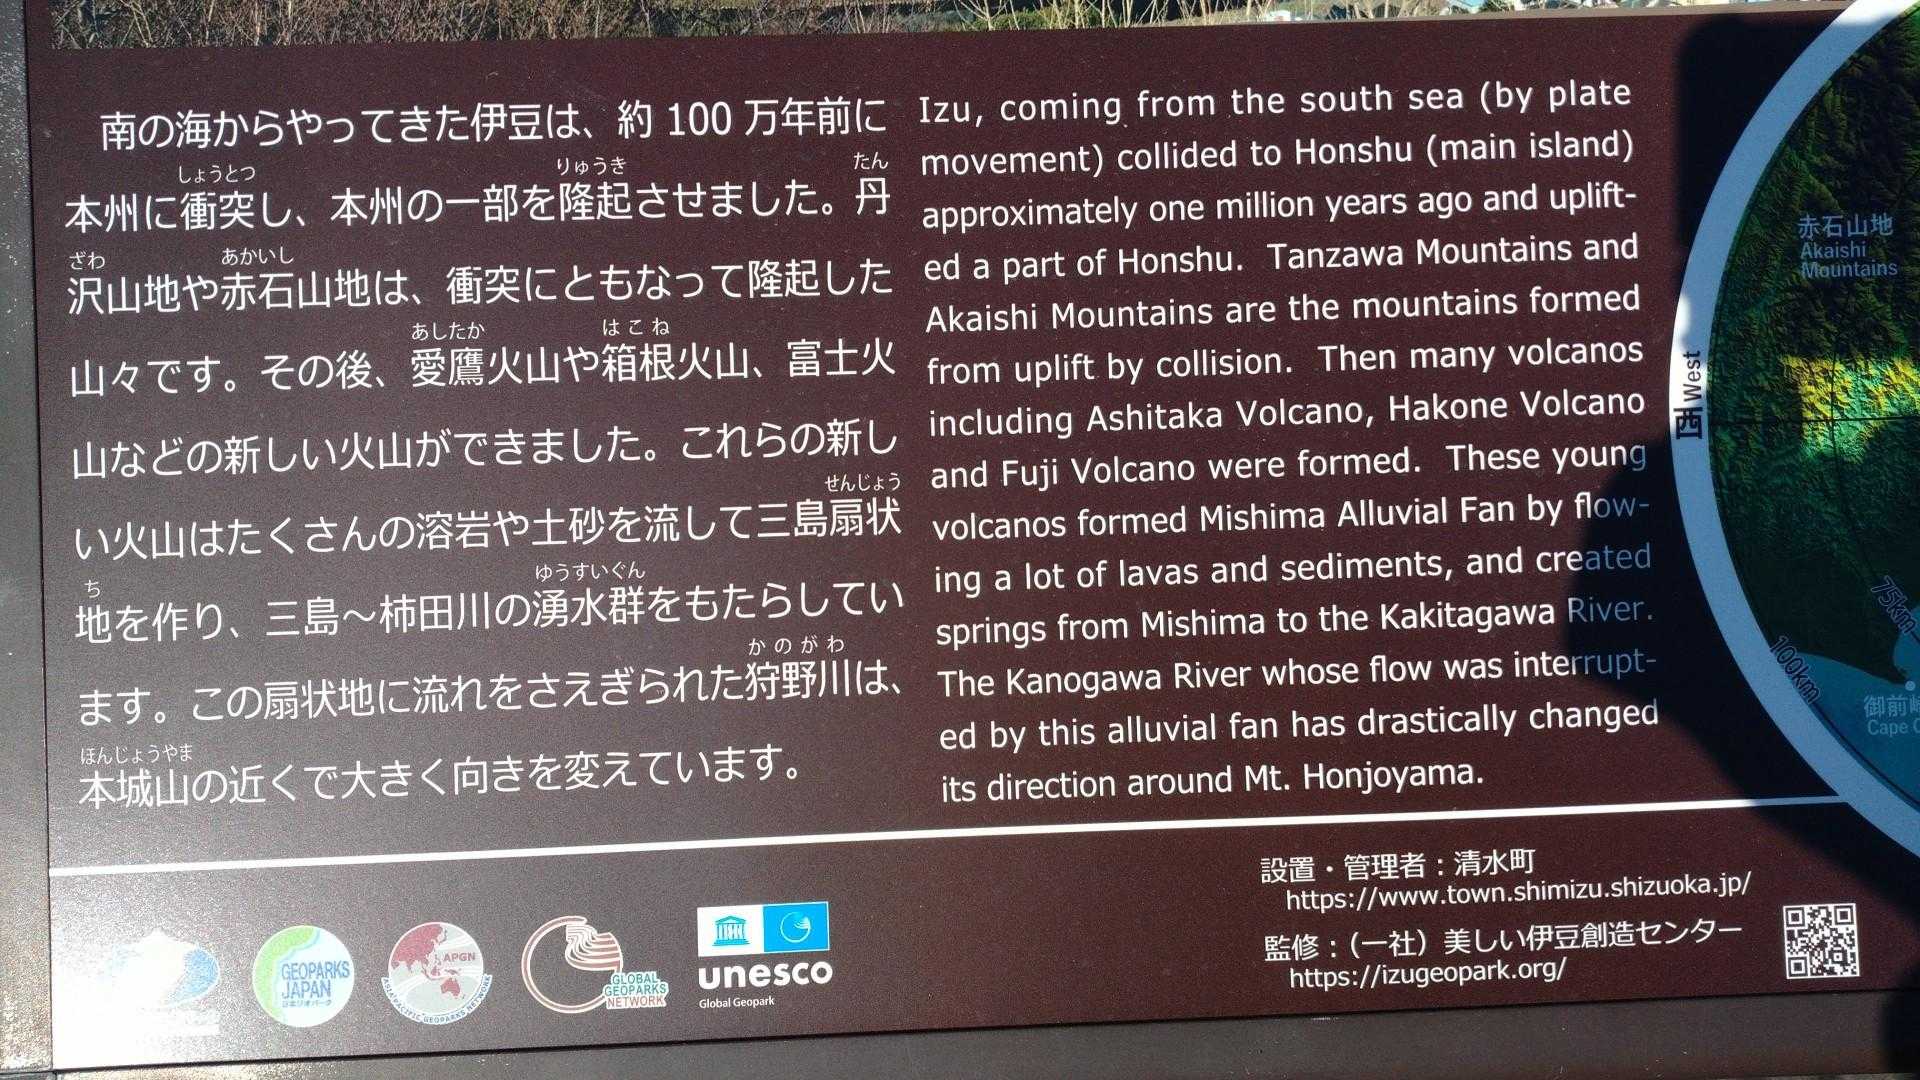 南の海からやってきた伊豆は、約 100 万年前に
しょうとつ りゅうき たん
本州に衝突し、本州の一部を隆起させました。丹
ざわ あかいし
沢山地や赤石山地は、衝突にともなって隆起した
あしたか はこね
山々です。その後、愛鷹火山や箱根火山、富士火
山などの新しい火山ができました。これらの新し
せんじょう
い火山はたくさんの溶岩や土砂を流して三島扇状
ち ゆうすいぐん
地を作り、三島～柿田川の湧水群をもたらしてい
かのがわ
ます。この扇状地に流れをさえぎられた狩野川は、
ほんじょうやま
本城山の近くで大きく向きを変えています。
Izu, coming from the south sea (by plate
movement) collided to Honshu (main island)
approximately one million years ago and uplift-
ed a part of Honshu. Tanzawa Mountains and
Akaishi Mountains are the mountains formed
from uplift by collision. Then many volcanos
including Ashitaka Volcano, Hakone Volcano
and Fuji Volcano were formed. These young
volcanos formed Mishima Alluvial Fan by flow-
ing a lot of lavas and sediments, and created
springs from Mishima to the Kakitagawa River.
The Kanogawa River whose flow was interrupt-
ed by this alluvial fan has drastically changed
its direction around Mt. Honjoyama.
赤石山地
Akaishi
Mountains
西 West
75km
100km
御前
Cape
設置・管理者：清水町
https://www.town.shimizu.shizuoka.jp/
監修：（一社）美しい伊豆創造センター
https://izugeopark.org/
GEOPARKS
JAPAN
日本ジオパーク
APGN
ASIA PACIFIC GEOPARKS NETWORK
GLOBAL
GEOPARKS
NETWORK
unesco
Global Geopark